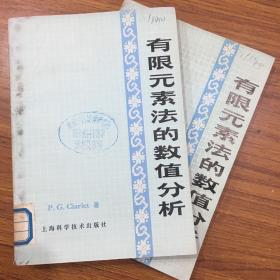 有限元素法的数值分析
P. G. Ciarlet 著
上海科学技术出版社
有限元素法的数值分